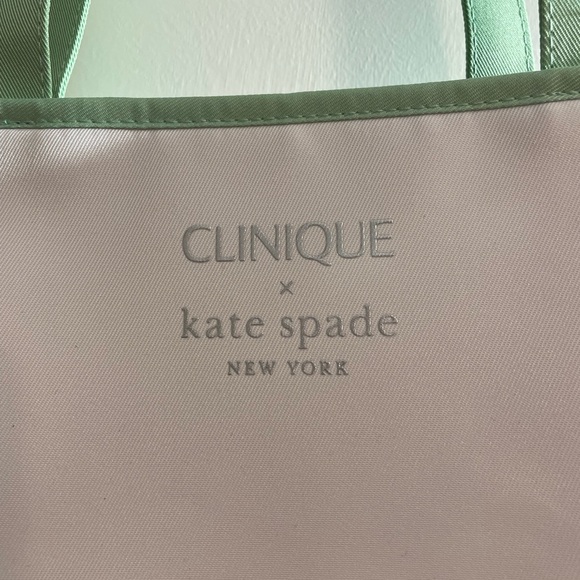 CLINIQUE
×
kate spade
NEW YORK